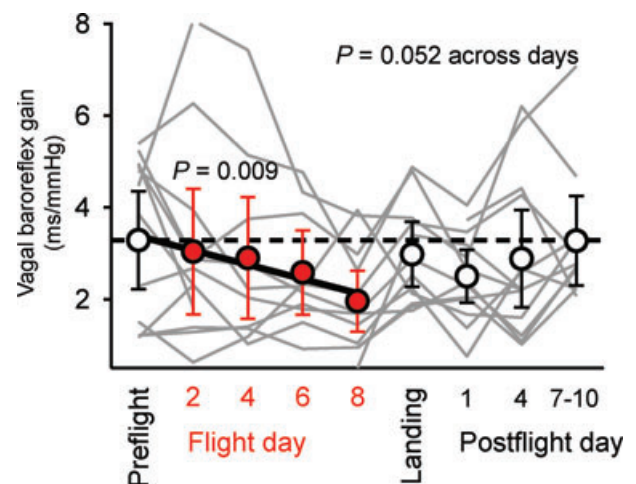 8
P = 0.052 across days
6
P = 0.009
4
2
Vagal baroreflex gain
(ms/mmHg)
Preflight
2 4 6 8
Landing
1 4 7-10
Flight day
Postflight day